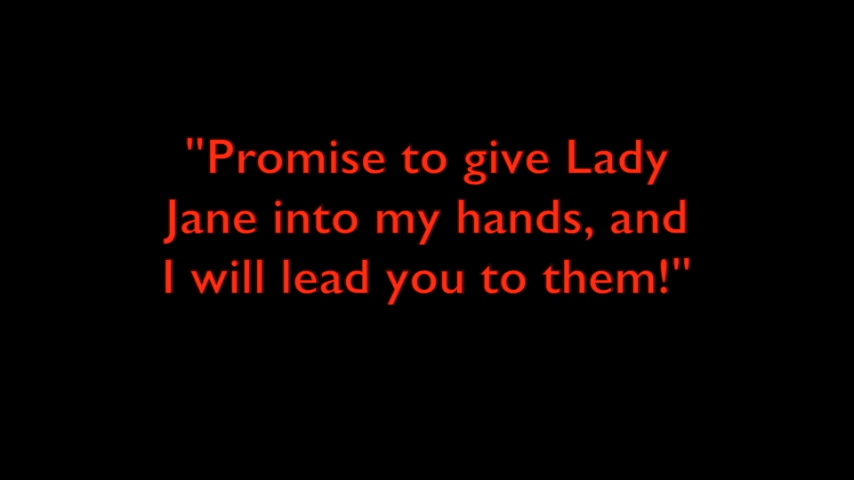 "Promise to give Lady
Jane into my hands, and
I will lead you to them!"